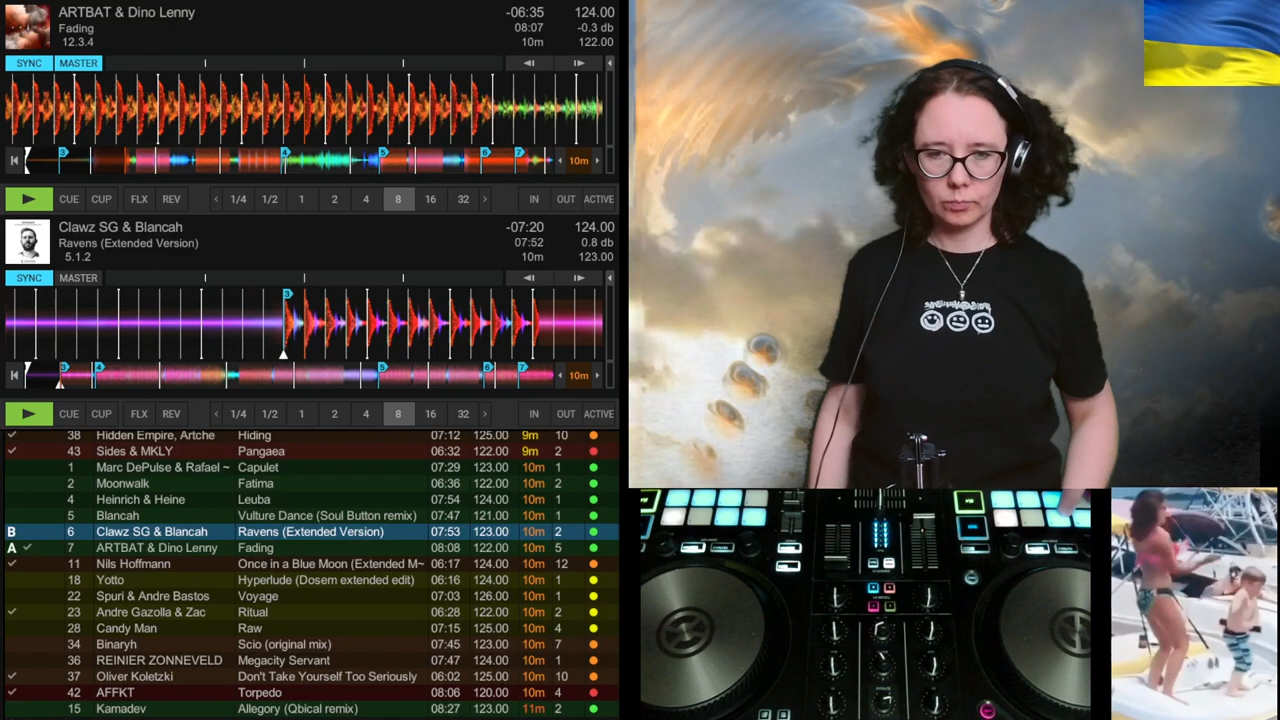 ARTBAT & Dino Lenny -06:35 124.00
Fading 08:07 -0.3 db
12.3.4 10m 122.00
SYNC MASTER
3 4 5 6 7 10m
CUE CUP FLX REV < 1/4 1/2 1 2 4 8 16 32 > IN OUT ACTIVE
Clawz SG & Blancah -07:20 124.00
Ravens (Extended Version) 07:52 0.8 db
5.1.2 10m 123.00
SYNC MASTER
3
3 4 5 6 7 10m
CUE CUP FLX REV < 1/4 1/2 1 2 4 8 16 32 > IN OUT ACTIVE
38 Hidden Empire, Artche Hiding 07:12 125.00 9m 10
43 Sides & MKLY Pangaea 06:32 122.00 9m 2
1 Marc DePulse & Rafael ~ Capulet 07:29 123.00 10m 1
2 Moonwalk Fatima 06:36 122.00 10m 2
4 Heinrich & Heine Leuba 07:54 124.00 10m 1
5 Blancah Vulture Dance (Soul Button remix) 07:47 121.00 10m 1
B 6 Clawz SG & Blancah Ravens (Extended Version) 07:53 123.00 10m 2
A 7 ARTBAT & Dino Lenny Fading 08:08 122.00 10m 5
11 Nils Hoffmann Once in a Blue Moon (Extended M~ 06:17 124.00 10m 12
18 Yotto Hyperlude (Dosem extended edit) 06:16 124.00 10m 1
22 Spuri & Andre Bastos Voyage 07:03 126.00 10m 1
23 Andre Gazolla & Zac Ritual 06:28 122.00 10m 2
28 Candy Man Raw 07:15 125.00 10m 4
34 Binaryh Scio (original mix) 07:45 123.00 10m 7
36 REINIER ZONNEVELD Megacity Servant 07:47 124.00 10m 1
37 Oliver Koletzki Don't Take Yourself Too Seriously 06:02 125.00 10m 10
42 AFFKT Torpedo 08:06 120.00 10m 4
15 Kamadev Allegory (Qbical remix) 08:27 123.00 11m 2